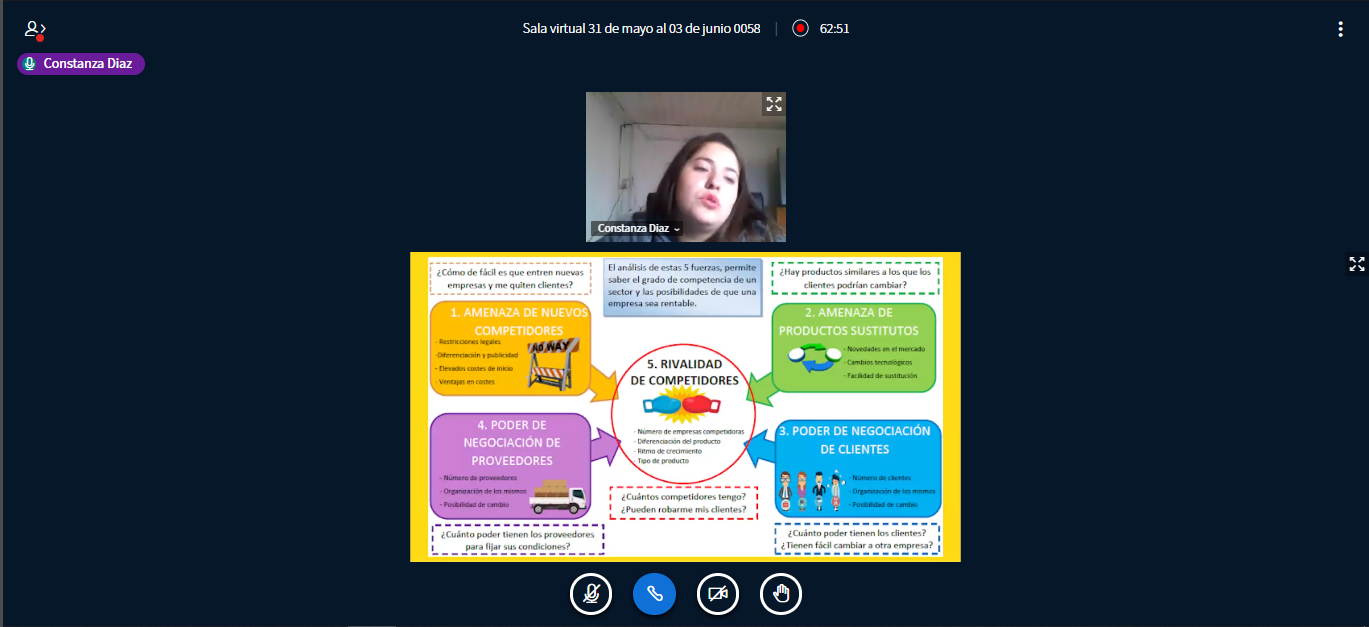 Sala virtual 31 de mayo al 03 de junio 0058
62:51
Constanza Diaz
Constanza Diaz
¿Cómo de fácil es que entren nuevas
empresas y me quiten clientes?
El análisis de estas 5 fuerzas, permite
saber el grado de competencia de un
sector y las posibilidades de que una
empresa sea rentable.
¿Hay productos similares a los que los
clientes podrían cambiar?
1. AMENAZA DE NUEVOS
COMPETIDORES
- Restricciones legales
-Diferenciación y publicidad
- Elevados costes de inicio
- Ventajas en costes
NO WAY
2. AMENAZA DE
PRODUCTOS SUSTITUTOS
- Novedades en el mercado
- Cambios tecnológicos
- Facilidad de sustitución
5. RIVALIDAD
DE COMPETIDORES
- Número de empresas competidoras
- Diferenciación del producto
- Ritmo de crecimiento
- Tipo de producto
4. PODER DE
NEGOCIACIÓN DE
PROVEEDORES
- Número de proveedores
- Organización de los mismos
- Posibilidad de cambio
3. PODER DE NEGOCIACIÓN
DE CLIENTES
- Número de clientes
- Organización de los mismos
- Posibilidad de cambio
¿Cuántos competidores tengo?
¿Pueden robarme mis clientes?
¿Cuánto poder tienen los proveedores
para fijar sus condiciones?
¿Cuánto poder tienen los clientes?
¿Tienen fácil cambiar a otra empresa?